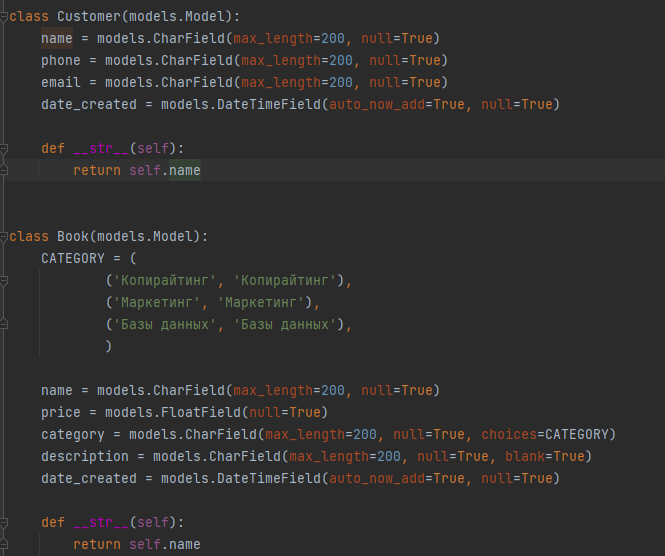 class Customer(models.Model):
    name = models.CharField(max_length=200, null=True)
    phone = models.CharField(max_length=200, null=True)
    email = models.CharField(max_length=200, null=True)
    date_created = models.DateTimeField(auto_now_add=True, null=True)

    def __str__(self):
        return self.name


class Book(models.Model):
    CATEGORY = (
            ('Копирайтинг', 'Копирайтинг'),
            ('Маркетинг', 'Маркетинг'),
            ('Базы данных', 'Базы данных'),
            )

    name = models.CharField(max_length=200, null=True)
    price = models.FloatField(null=True)
    category = models.CharField(max_length=200, null=True, choices=CATEGORY)
    description = models.CharField(max_length=200, null=True, blank=True)
    date_created = models.DateTimeField(auto_now_add=True, null=True)

    def __str__(self):
        return self.name